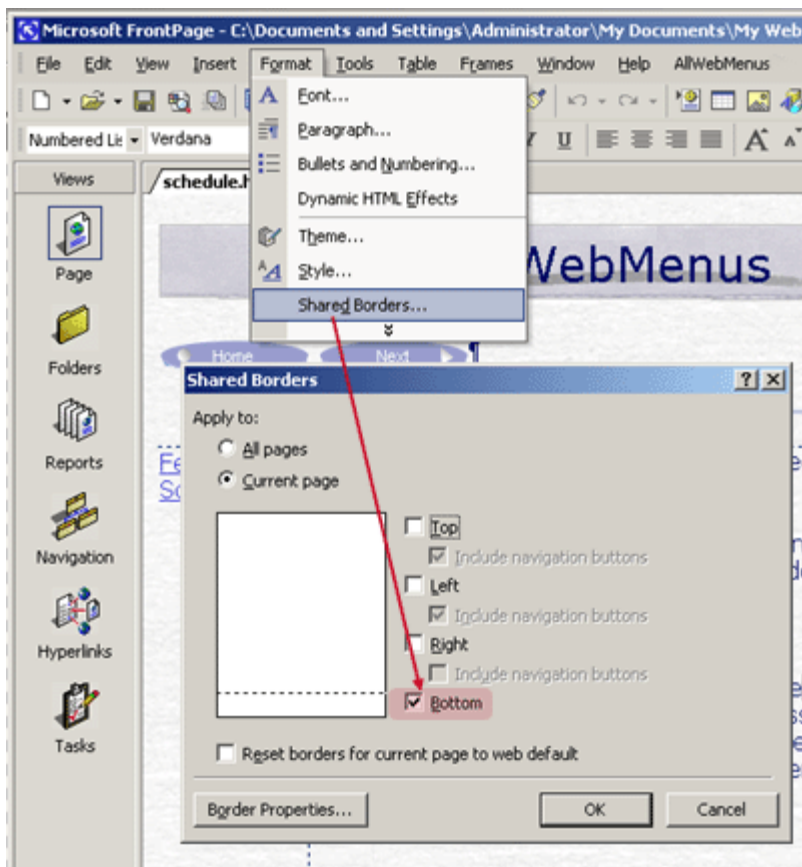 Microsoft FrontPage - C:\Documents and Settings\Administrator\My Documents\My Web
File Edit View Insert Format Tools Table Frames Window Help AllWebMenus
Numbered Lis Verdana
Font...
Paragraph...
Bullets and Numbering...
Dynamic HTML Effects
Theme...
Style...
Shared Borders...
Views
schedule.h
WebMenus
Page
Folders
Reports
Navigation
Hyperlinks
Tasks
Home Next
Shared Borders
Apply to:
All pages
Current page
Top
Include navigation buttons
Left
Include navigation buttons
Right
Include navigation buttons
Bottom
Reset borders for current page to web default
Border Properties... OK Cancel